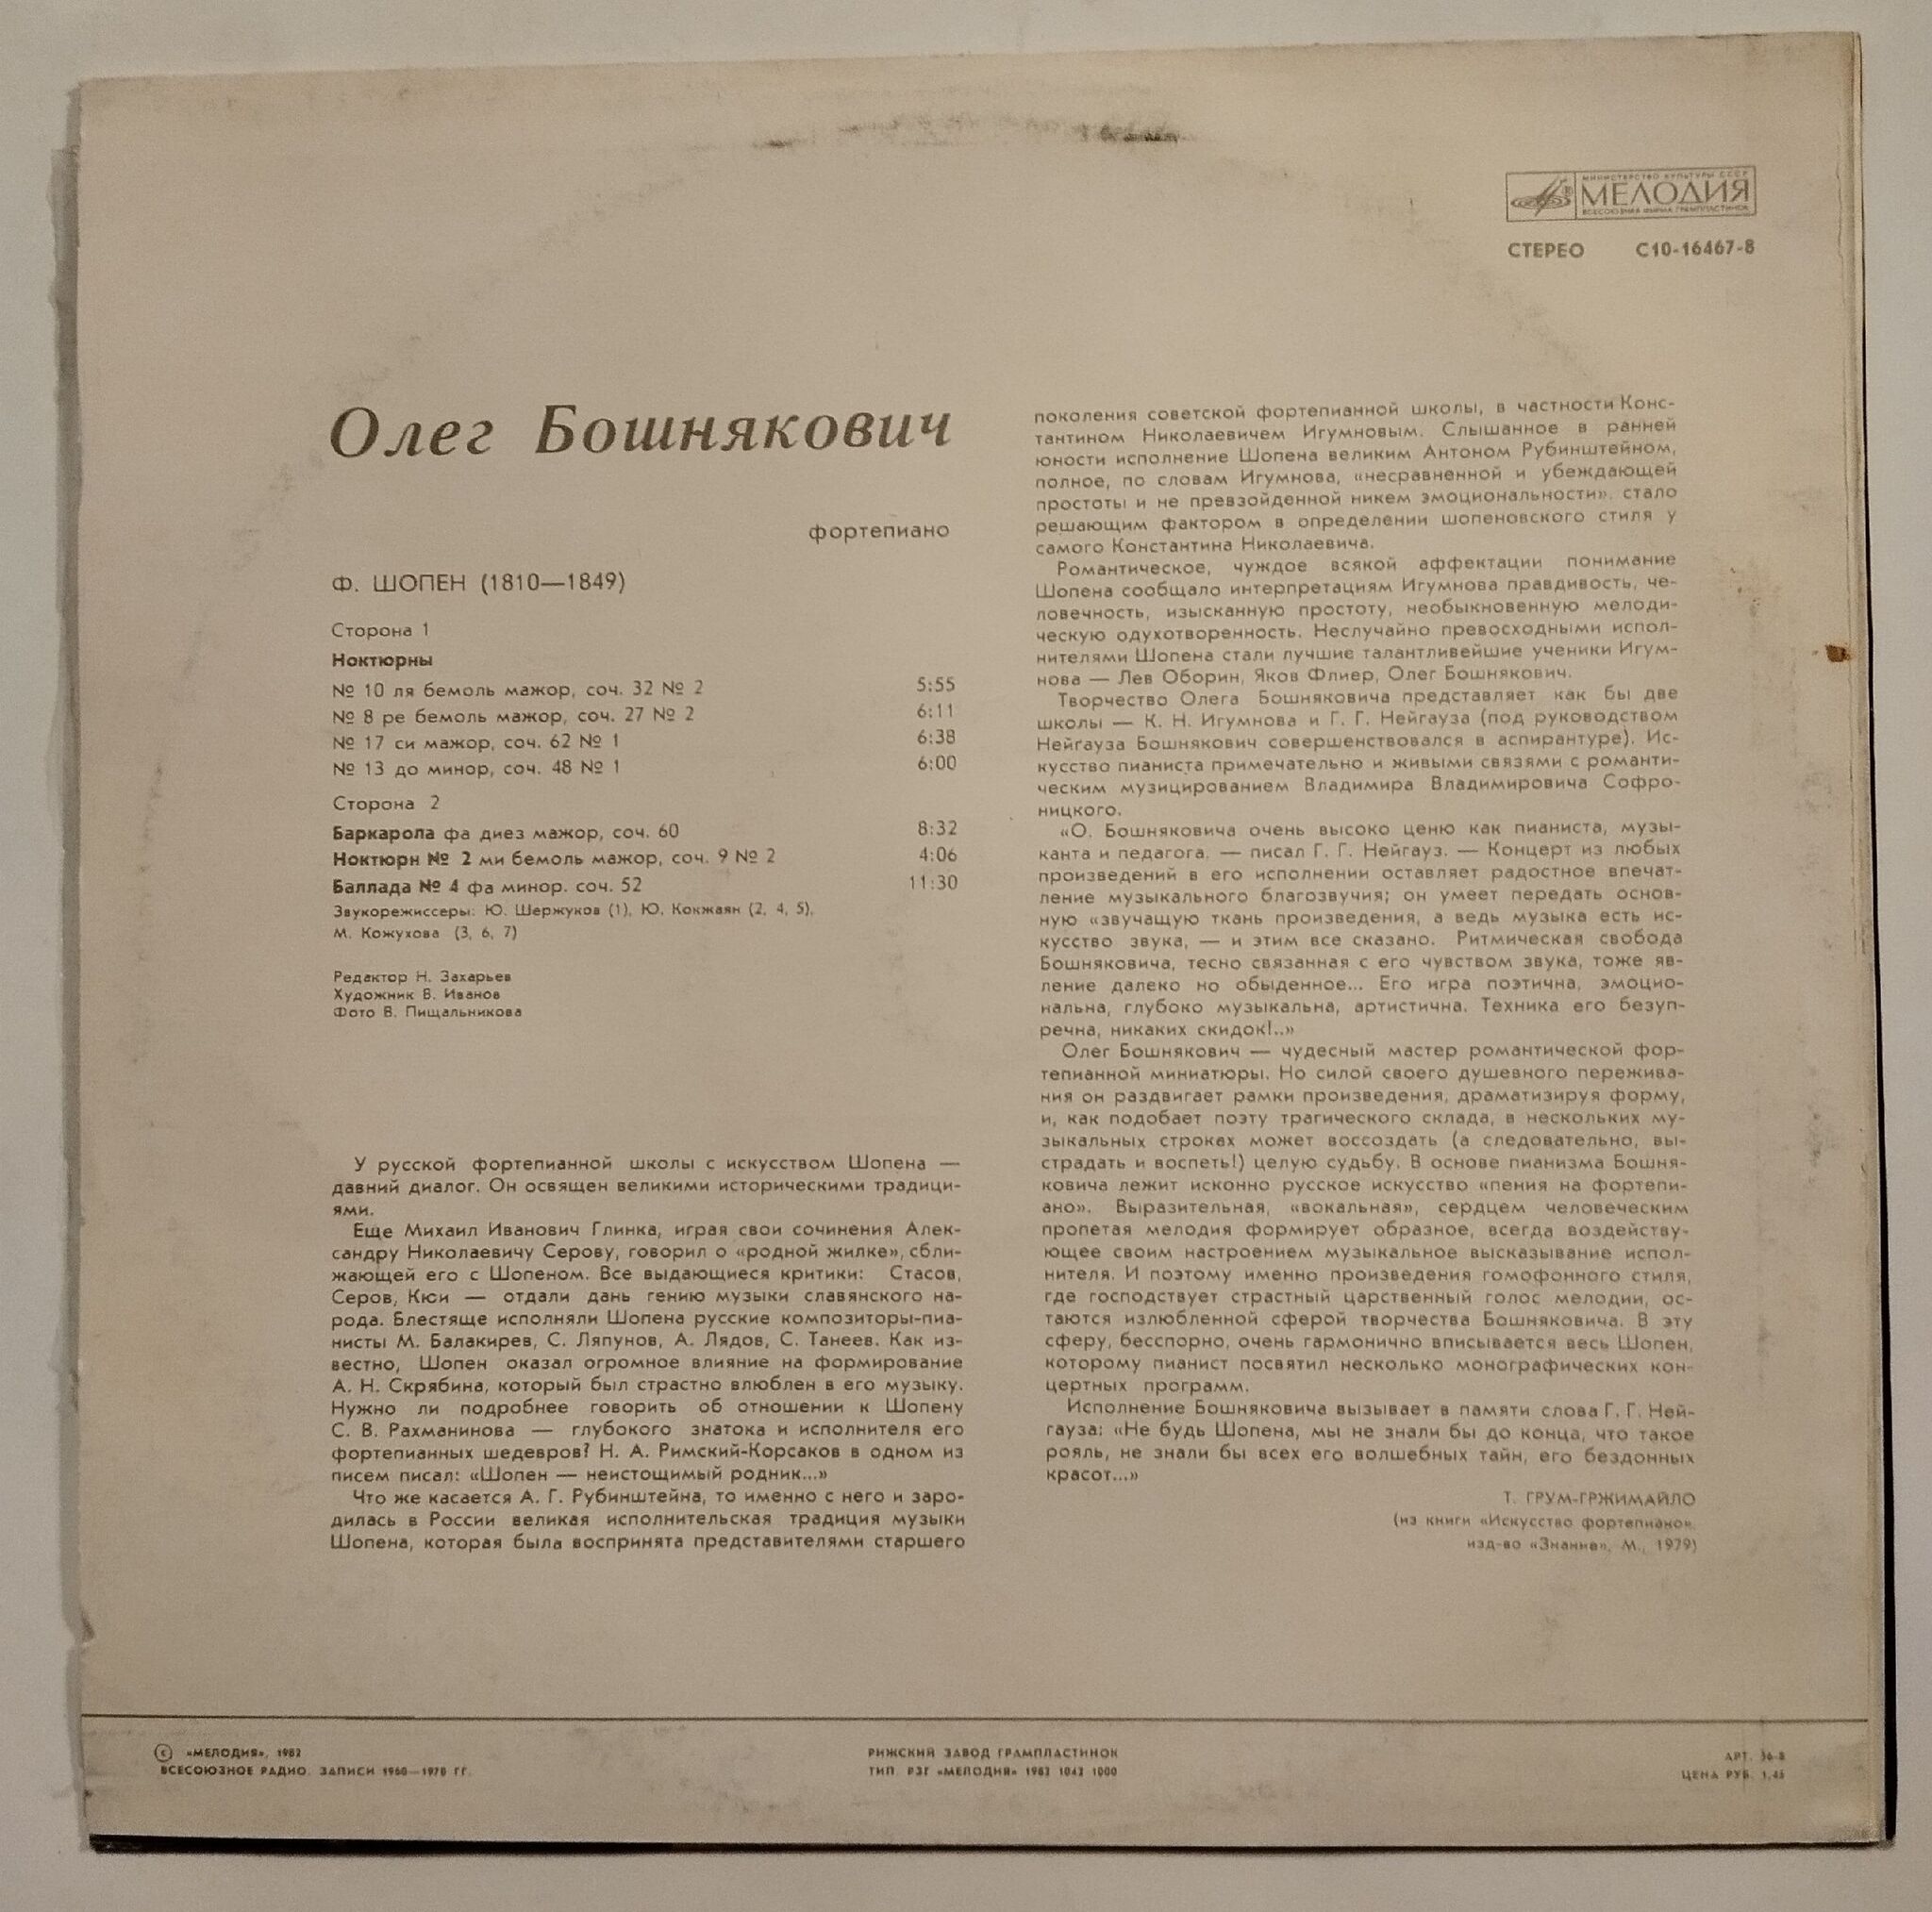 МИНИСТЕРСТВО КУЛЬТУРЫ СССР
МЕЛОДИЯ
ВСЕСОЮЗНАЯ ФИРМА ГРАМПЛАСТИНОК
СТЕРЕО С10-16467-8
Олег Бошнякович
фортепиано
Ф. ШОПЕН (1810—1849)
Сторона 1
Ноктюрны
№ 10 ля бемоль мажор, соч. 32 № 2 5:55
№ 8 ре бемоль мажор, соч. 27 № 2 6:11
№ 17 си мажор, соч. 62 № 1 6:38
№ 13 до минор, соч. 48 № 1 6:00
Сторона 2
Баркарола фа диез мажор, соч. 60 8:32
Ноктюрн № 2 ми бемоль мажор, соч. 9 № 2 4:06
Баллада № 4 фа минор. соч. 52 11:30
Звукорежиссеры: Ю. Шержуков (1), Ю. Кокжаян (2, 4, 5),
М. Кожухова (3, 6, 7)
Редактор Н. Захарьев
Художник В. Иванов
Фото В. Пищальникова
У русской фортепианной школы с искусством Шопена —
давний диалог. Он освящен великими историческими традици-
ями.
Еще Михаил Иванович Глинка, играя свои сочинения Алек-
сандру Николаевичу Серову, говорил о «родной жилке», сбли-
жающей его с Шопеном. Все выдающиеся критики: Стасов,
Серов, Кюи — отдали дань гению музыки славянского на-
рода. Блестяще исполняли Шопена русские композиторы-пиа-
нисты М. Балакирев, С. Ляпунов, А. Лядов, С. Танеев. Как из-
вестно, Шопен оказал огромное влияние на формирование
А. Н. Скрябина, который был страстно влюблен в его музыку.
Нужно ли подробнее говорить об отношении к Шопену
С. В. Рахманинова — глубокого знатока и исполнителя его
фортепианных шедевров? Н. А. Римский-Корсаков в одном из
писем писал: «Шопен — неистощимый родник...»
Что же касается А. Г. Рубинштейна, то именно с него и заро-
дилась в России великая исполнительская традиция музыки
Шопена, которая была воспринята представителями старшего
поколения советской фортепианной школы, в частности Конс-
тантином Николаевичем Игумновым. Слышанное в ранней
юности исполнение Шопена великим Антоном Рубинштейном,
полное, по словам Игумнова, «несравненной и убеждающей
простоты и не превзойденной никем эмоциональности», стало
решающим фактором в определении шопеновского стиля у
самого Константина Николаевича.
Романтическое, чуждое всякой аффектации понимание
Шопена сообщало интерпретациям Игумнова правдивость, че-
ловечность, изысканную простоту, необыкновенную мелоди-
ческую одухотворенность. Неслучайно превосходными испол-
нителями Шопена стали лучшие талантливейшие ученики Игум-
нова — Лев Оборин, Яков Флиер, Олег Бошнякович.
Творчество Олега Бошняковича представляет как бы две
школы — К. Н. Игумнова и Г. Г. Нейгауза (под руководством
Нейгауза Бошнякович совершенствовался в аспирантуре). Ис-
кусство пианиста примечательно и живыми связями с романти-
ческим музицированием Владимира Владимировича Софро-
ницкого.
«О. Бошняковича очень высоко ценю как пианиста, музы-
канта и педагога, — писал Г. Г. Нейгауз. — Концерт из любых
произведений в его исполнении оставляет радостное впечат-
ление музыкального благозвучия; он умеет передать основ-
ную «звучащую ткань произведения, а ведь музыка есть ис-
кусство звука, — и этим все сказано. Ритмическая свобода
Бошняковича, тесно связанная с его чувством звука, тоже яв-
ление далеко но обыденное... Его игра поэтична, эмоцио-
нальна, глубоко музыкальна, артистична. Техника его безуп-
речна, никаких скидок!..»
Олег Бошнякович — чудесный мастер романтической фор-
тепианной миниатюры. Но силой своего душевного пережива-
ния он раздвигает рамки произведения, драматизируя форму,
и, как подобает поэту трагического склада, в нескольких му-
зыкальных строках может воссоздать (а следовательно, вы-
страдать и воспеть!) целую судьбу. В основе пианизма Бошня-
ковича лежит исконно русское искусство «пения на фортепи-
ано». Выразительная, «вокальная», сердцем человеческим
пропетая мелодия формирует образное, всегда воздейству-
ющее своим настроением музыкальное высказывание испол-
нителя. И поэтому именно произведения гомофонного стиля,
где господствует страстный царственный голос мелодии, ос-
таются излюбленной сферой творчества Бошняковича. В эту
сферу, бесспорно, очень гармонично вписывается весь Шопен,
которому пианист посвятил несколько монографических кон-
цертных программ.
Исполнение Бошняковича вызывает в памяти слова Г. Г. Ней-
гауза: «Не будь Шопена, мы не знали бы до конца, что такое
рояль, не знали бы всех его волшебных тайн, его бездонных
красот...»
Т. ГРУМ-ГРЖИМАЙЛО
(из книги «Искусство фортепиано»,
изд-во «Знание», М., 1979)
© «МЕЛОДИЯ», 1982
ВСЕСОЮЗНОЕ РАДИО. ЗАПИСИ 1960—1970 ГГ.
РИЖСКИЙ ЗАВОД ГРАМПЛАСТИНОК
ТИП. РЗГ «МЕЛОДИЯ» 1982 1042 1000
АРТ. 36-8
ЦЕНА РУБ. 1,45